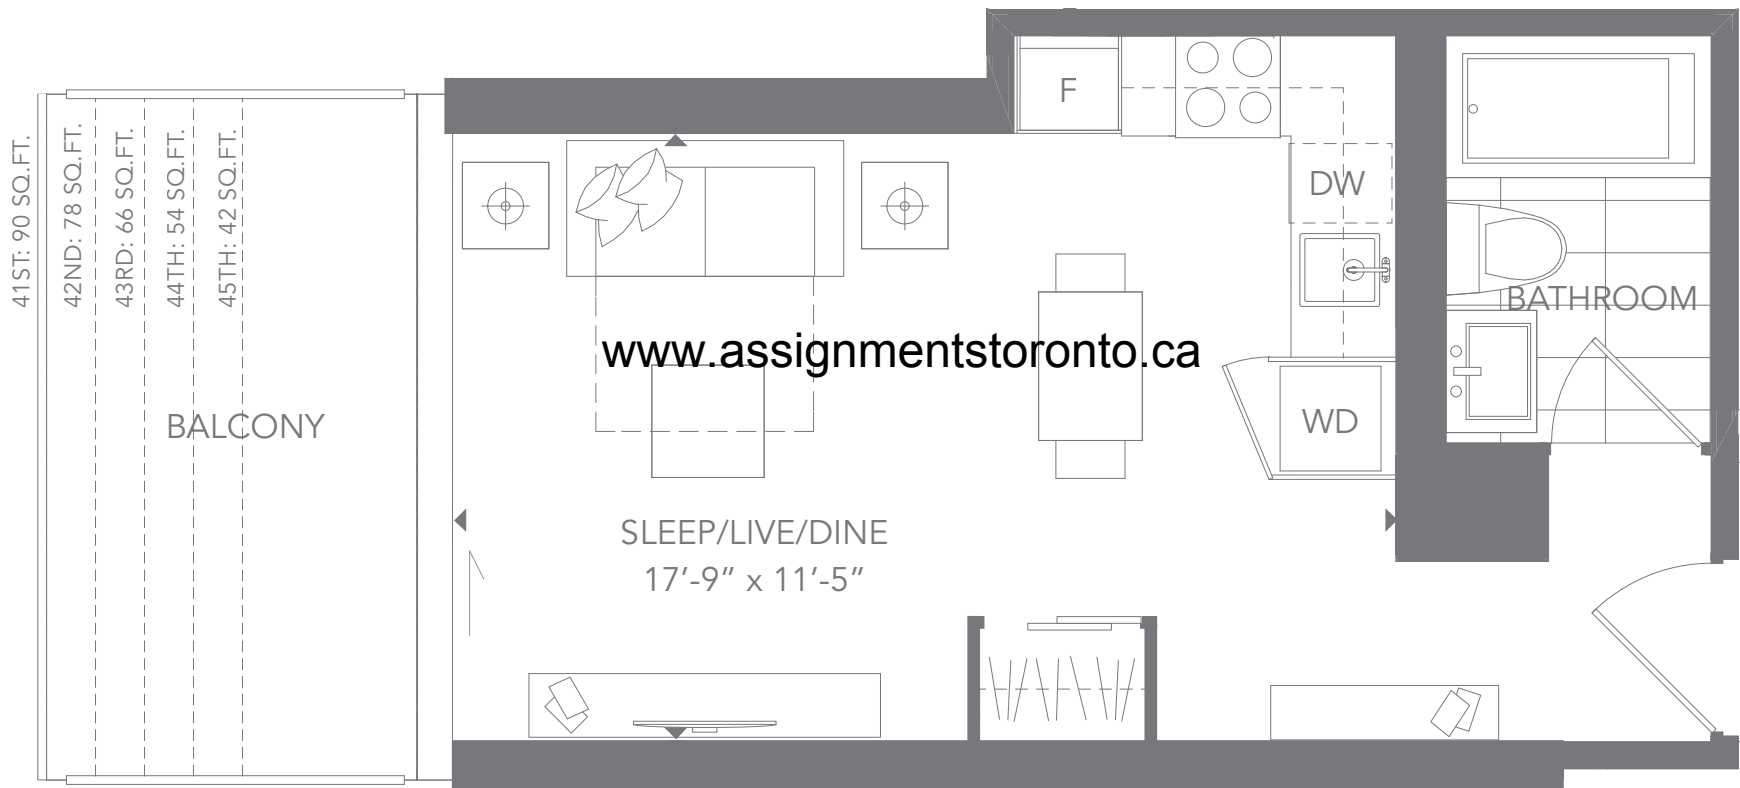 41ST: 90 SQ.FT.
42ND: 78 SQ.FT.
43RD: 66 SQ.FT.
44TH: 54 SQ.FT.
45TH: 42 SQ.FT.
BALCONY
F
DW
BATHROOM
www.assignmentstoronto.ca
WD
SLEEP/LIVE/DINE
17’-9” x 11’-5”